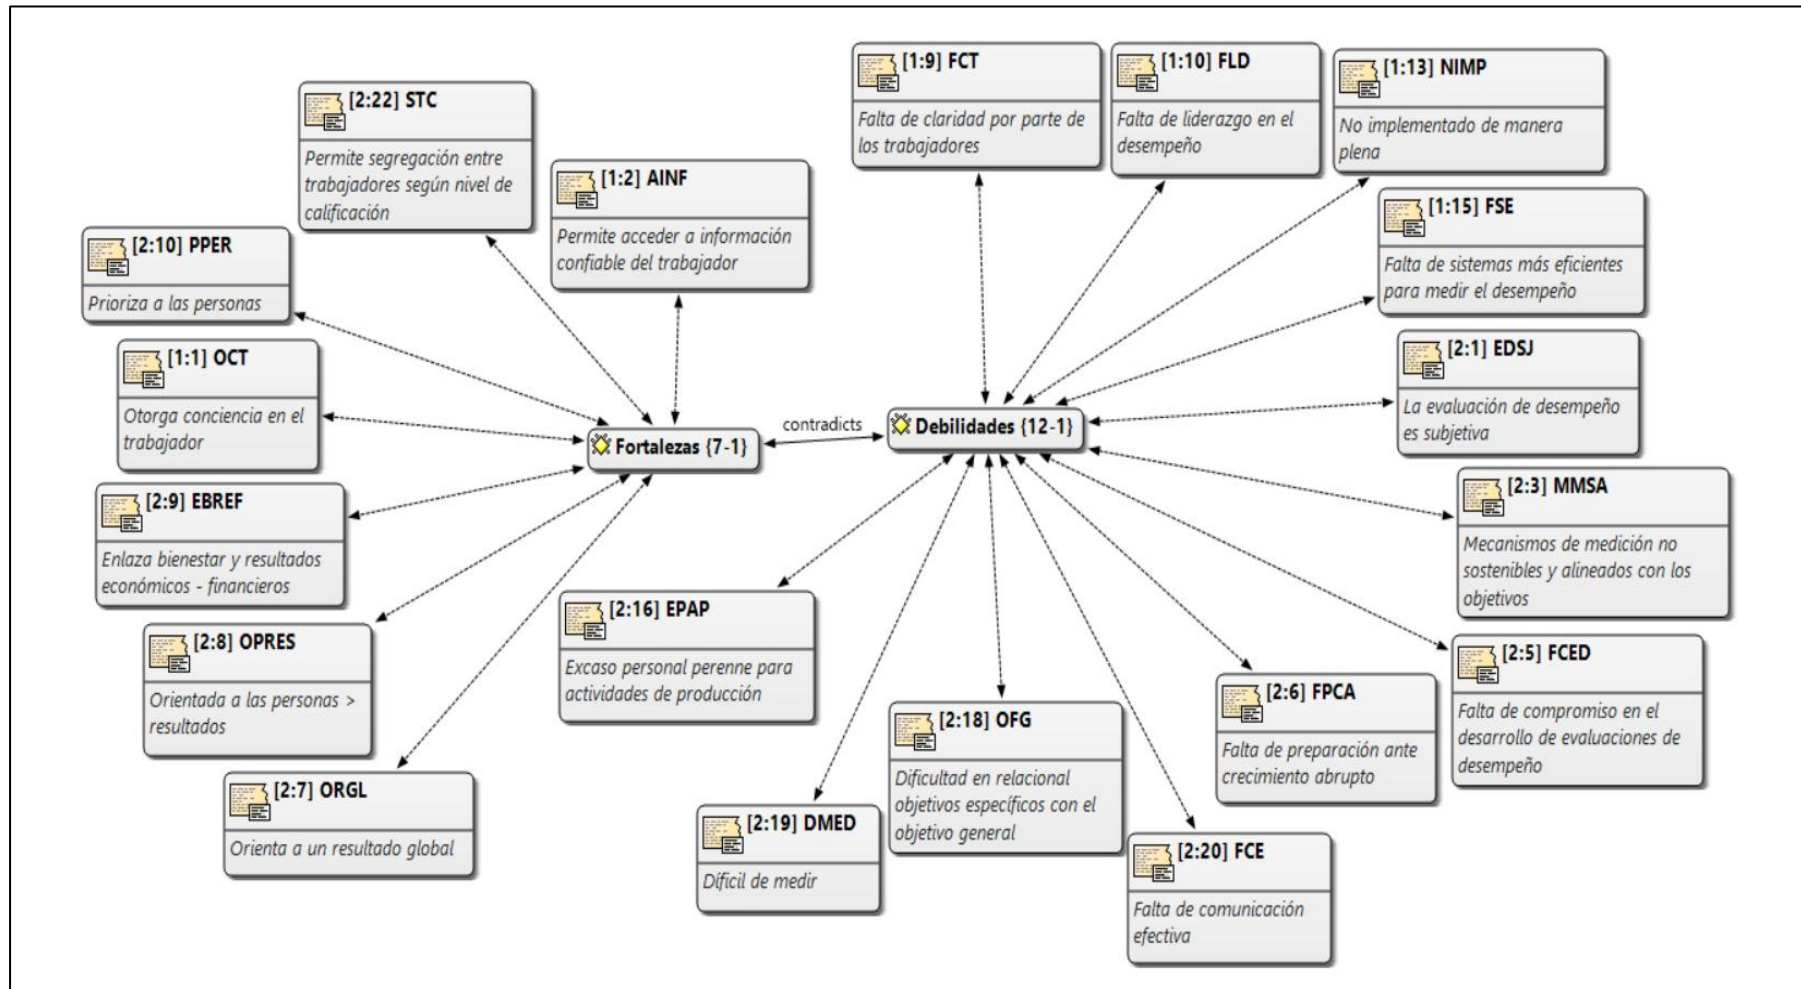 [2:22] STC
Permite segregación entre
trabajadores según nivel de
calificación
[1:2] AINF
Permite acceder a información
confiable del trabajador
[2:10] PPER
Prioriza a las personas
[1:1] OCT
Otorga conciencia en el
trabajador
[2:9] EBREF
Enlaza bienestar y resultados
económicos - financieros
[2:8] OPRES
Orientada a las personas >
resultados
[2:7] ORGL
Orienta a un resultado global
Fortalezas {7-1}
contradicts
Debilidades {12-1}
[1:9] FCT
Falta de claridad por parte de
los trabajadores
[1:10] FLD
Falta de liderazgo en el
desempeño
[1:13] NIMP
No implementado de manera
plena
[1:15] FSE
Falta de sistemas más eficientes
para medir el desempeño
[2:1] EDSJ
La evaluación de desempeño
es subjetiva
[2:3] MMSA
Mecanismos de medición no
sostenibles y alineados con los
objetivos
[2:5] FCED
Falta de compromiso en el
desarrollo de evaluaciones de
desempeño
[2:6] FPCA
Falta de preparación ante
crecimiento abrupto
[2:20] FCE
Falta de comunicación
efectiva
[2:18] OFG
Dificultad en relacional
objetivos específicos con el
objetivo general
[2:19] DMED
Díficil de medir
[2:16] EPAP
Excaso personal perenne para
actividades de producción